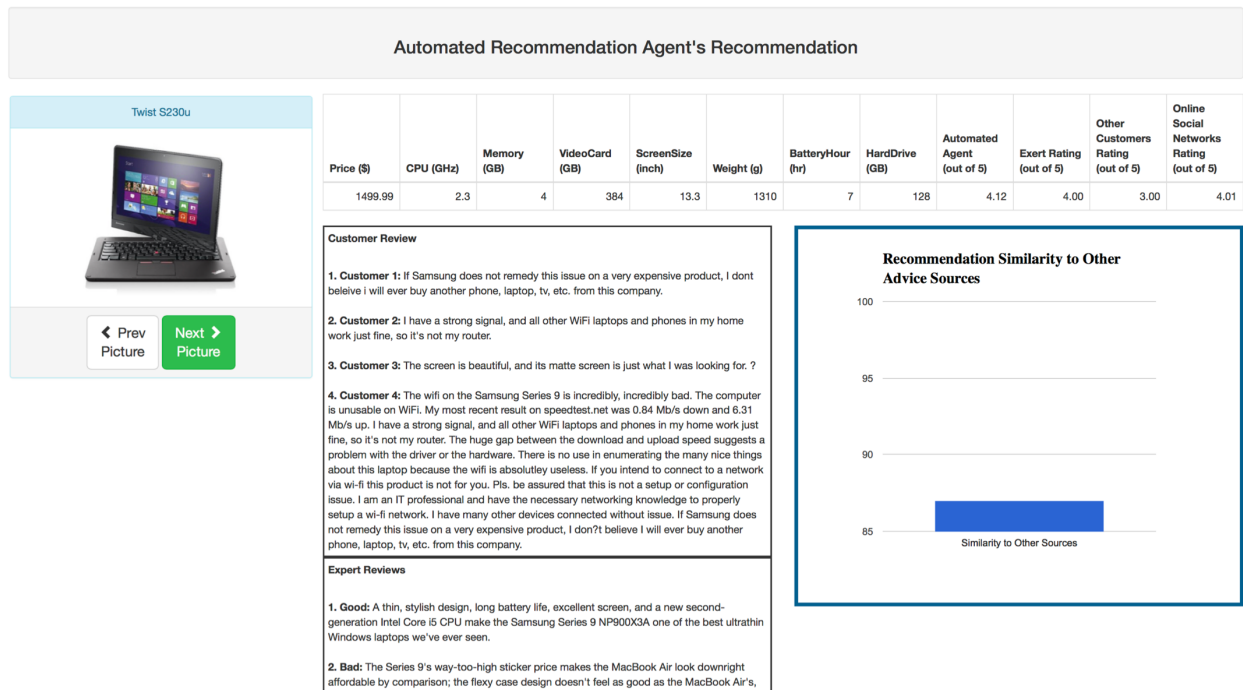 Automated Recommendation Agent's Recommendation
Twist S230u
Prev
Picture
Next
Picture
Price ($)
CPU (GHz)
Memory
(GB)
VideoCard
(GB)
ScreenSize
(inch)
Weight (g)
BatteryHour
(hr)
HardDrive
(GB)
Automated
Agent
(out of 5)
Exert Rating
(out of 5)
Other
Customers
Rating
(out of 5)
Online
Social
Networks
Rating
(out of 5)
1499.99 2.3 4 384 13.3 1310 7 128 4.12 4.00 3.00 4.01
Customer Review
1. Customer 1: If Samsung does not remedy this issue on a very expensive product, I dont
beleive i will ever buy another phone, laptop, tv, etc. from this company.
2. Customer 2: I have a strong signal, and all other WiFi laptops and phones in my home
work just fine, so it's not my router.
3. Customer 3: The screen is beautiful, and its matte screen is just what I was looking for. ?
4. Customer 4: The wifi on the Samsung Series 9 is incredibly, incredibly bad. The computer
is unusable on WiFi. My most recent result on speedtest.net was 0.84 Mb/s down and 6.31
Mb/s up. I have a strong signal, and all other WiFi laptops and phones in my home work just
fine, so it's not my router. The huge gap between the download and upload speed suggests a
problem with the driver or the hardware. There is no use in enumerating the many nice things
about this laptop because the wifi is absolutley useless. If you intend to connect to a network
via wi-fi this product is not for you. Pls. be assured that this is not a setup or configuration
issue. I am an IT professional and have the necessary networking knowledge to properly
setup a wi-fi network. I have many other devices connected without issue. If Samsung does
not remedy this issue on a very expensive product, I don?t believe I will ever buy another
phone, laptop, tv, etc. from this company.
Expert Reviews
1. Good: A thin, stylish design, long battery life, excellent screen, and a new second-
generation Intel Core i5 CPU make the Samsung Series 9 NP900X3A one of the best ultrathin
Windows laptops we've ever seen.
2. Bad: The Series 9's way-too-high sticker price makes the MacBook Air look downright
affordable by comparison; the flexy case design doesn't feel as good as the MacBook Air's,
Recommendation Similarity to Other
Advice Sources
100
95
90
85
Similarity to Other Sources